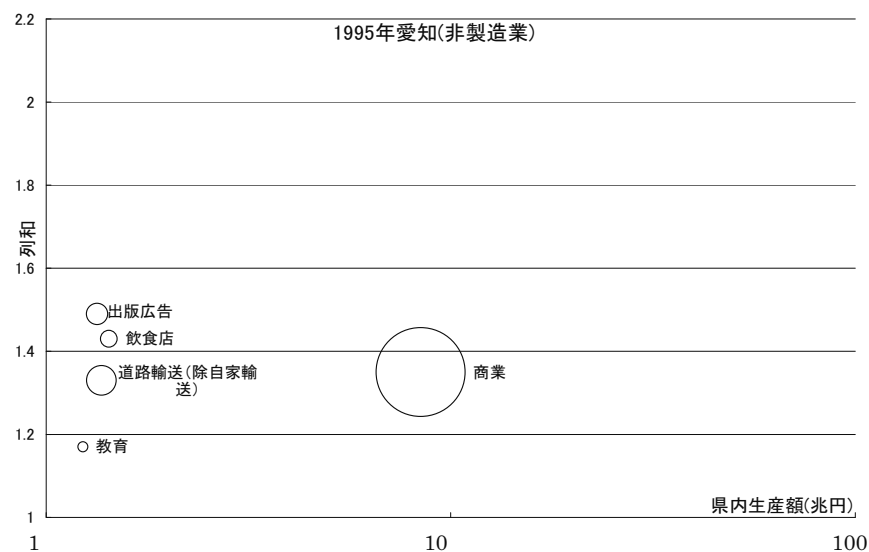 2.2
1995年愛知(非製造業)
2
1.8
列和
1.6
出版広告
飲食店
1.4
道路輸送(除自家輸
送)
商業
1.2
教育
県内生産額(兆円)
1
1
10
100